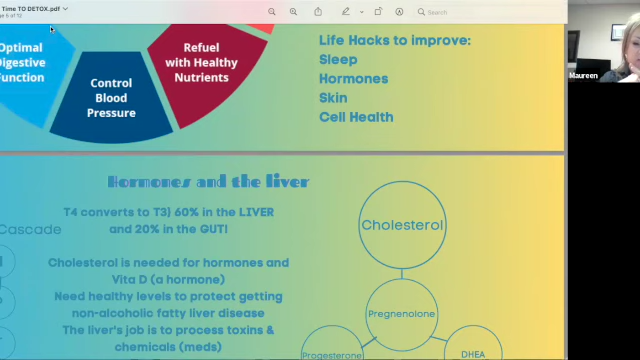 Time TO DETOX.pdf
Page 5 of 12
Search
Optimal
Digestive
Function
Control
Blood
Pressure
Refuel
with Healthy
Nutrients
Life Hacks to improve:
Sleep
Hormones
Skin
Cell Health
Maureen
Hormones and the liver
T4 converts to T3) 60% in the LIVER
and 20% in the GUT!
Cascade
Cholesterol is needed for hormones and
Vita D (a hormone)
Need healthy levels to protect getting
non-alcoholic fatty liver disease
The liver's job is to process toxins &
chemicals (meds)
Cholesterol
Pregnenolone
Progesterone
DHEA